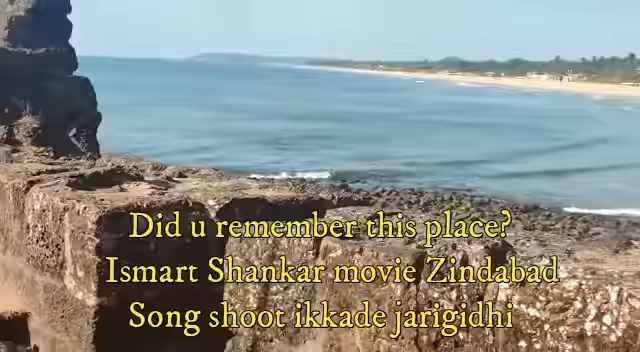 Did u remember this place?
Ismart Shankar movie Zindabad
Song shoot ikkade jarigidhi